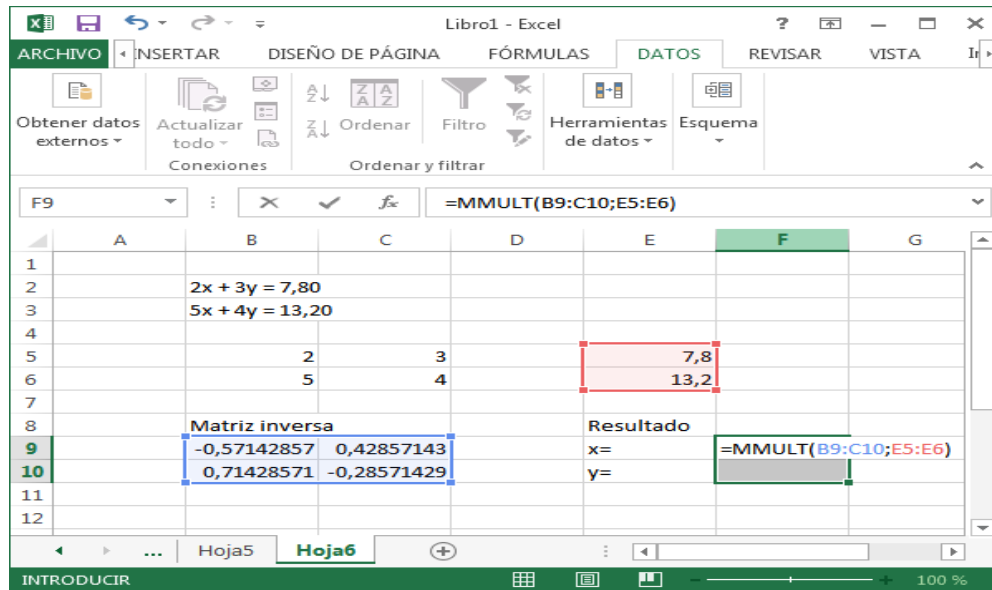 Libro1 - Excel
ARCHIVO INSERTAR DISEÑO DE PÁGINA FÓRMULAS DATOS REVISAR VISTA
Obtener datos externos
Actualizar todo
Conexiones
Ordenar
Filtro
Ordenar y filtrar
Herramientas de datos
Esquema
F9 fx =MMULT(B9:C10;E5:E6)
A B C D E F G
1
2 2x + 3y = 7,80
3 5x + 4y = 13,20
4
5 2 3 7,8
6 5 4 13,2
7
8 Matriz inversa Resultado
9 -0,57142857 0,42857143 x= =MMULT(B9:C10;E5:E6)
10 0,71428571 -0,28571429 y=
11
12
... Hoja5 Hoja6
INTRODUCIR 100 %